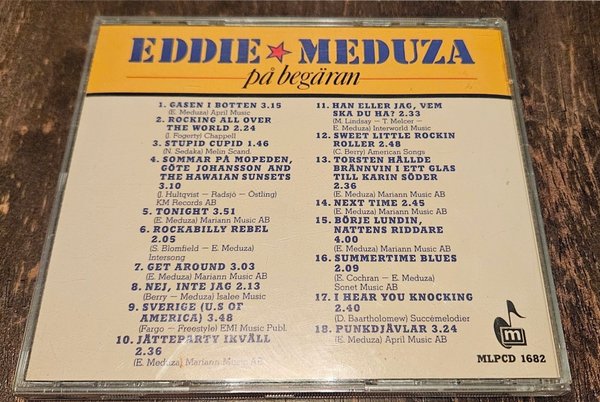 EDDIE MEDUZA
på begäran
1. GASEN I BOTTEN 3.15
(E. Meduza) April Music
2. ROCKING ALL OVER
THE WORLD 2.24
(J. Fogerty) Chappell
3. STUPID CUPID 1.46
(N. Sedaka) Melin Scand.
4. SOMMAR PÅ MOPEDEN,
GÖTE JOHANSSON AND
THE HAWAIAN SUNSETS
3.10
(J. Hultqvist – Radsjö – Östling)
KM Records AB
5. TONIGHT 3.51
(E. Meduza) Mariann Music AB
6. ROCKABILLY REBEL
2.05
(S. Blomfield – E. Meduza)
Intersong
7. GET AROUND 3.03
(E. Meduza) Mariann Music AB
8. NEJ, INTE JAG 2.13
(Berry – Meduza) Isalee Music
9. SVERIGE (U.S OF
AMERICA) 3.48
(Fargo – Freestyle) EMI Music Publ.
10. JÄTTEPARTY IKVÄLL
2.36
(E. Meduza) Mariann Music AB
11. HAN ELLER JAG, VEM
SKA DU HA? 2.33
(M. Lindsay – T. Melcer –
E. Meduza) Interworld Music
12. SWEET LITTLE ROCKIN
ROLLER 2.48
(C. Berry) American Songs
13. TORSTEN HÄLLDE
BRÄNNVIN I ETT GLAS
TILL KARIN SÖDER
2.36
(E. Meduza) Mariann Music AB
14. NEXT TIME 2.45
(E. Meduza) Mariann Music AB
15. BÖRJE LUNDIN,
NATTENS RIDDARE
4.00
(E. Meduza) Mariann Music AB
16. SUMMERTIME BLUES
2.09
(E. Cochran – E. Meduza)
Sonet Music AB
17. I HEAR YOU KNOCKING
2.40
(D. Baartholomew) Succémelodier
18. PUNKDJÄVLAR 3.24
(E. Meduza) April Music AB
m
MLPCD 1682